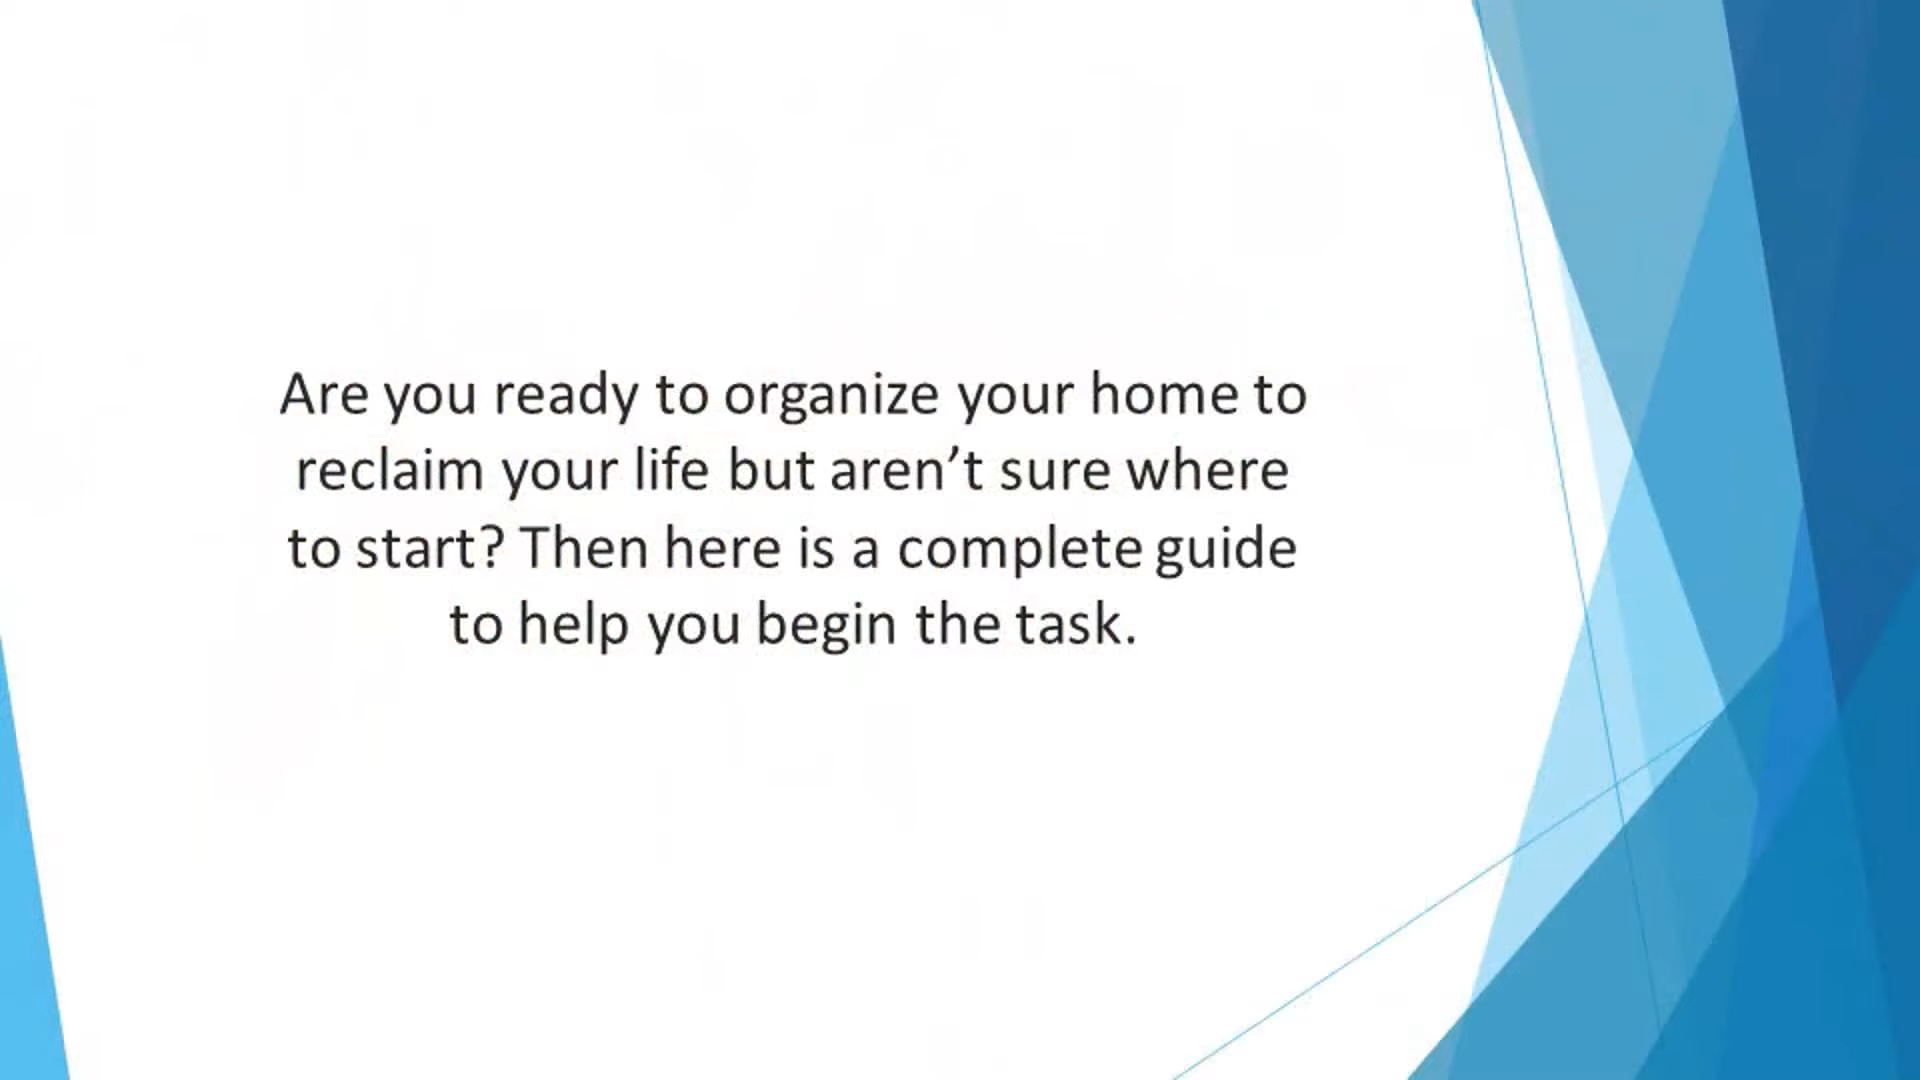 Are you ready to organize your home to
reclaim your life but aren’t sure where
to start? Then here is a complete guide
to help you begin the task.